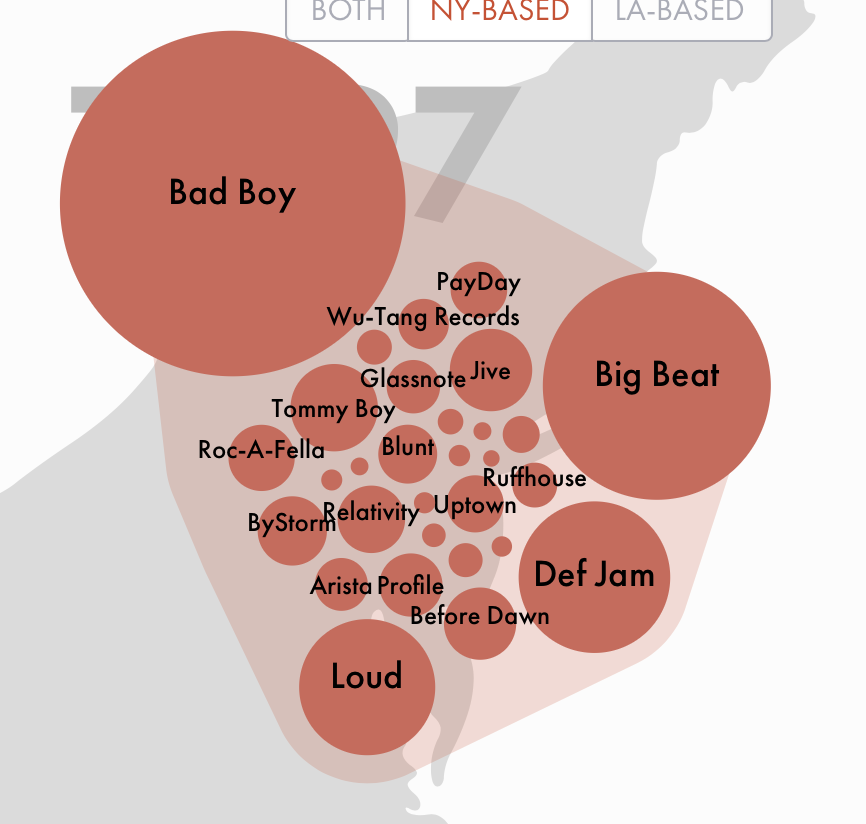 BOTH
NY-BASED
LA-BASED
Bad Boy
PayDay
Wu-Tang Records
Glassnote
Jive
Big Beat
Tommy Boy
Roc-A-Fella
Blunt
Ruffhouse
Uptown
ByStorm
Relativity
Def Jam
Arista
Profile
Before Dawn
Loud